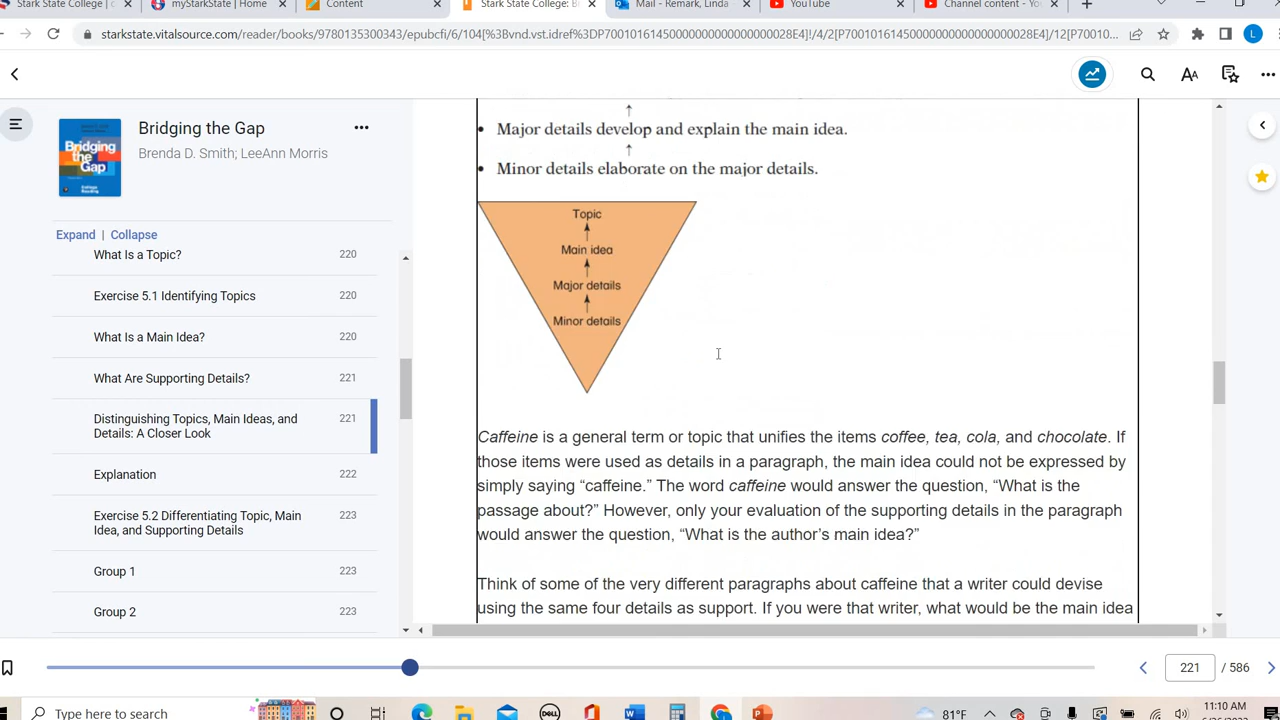 Stark State College | c
myStarkState | Home
Content
Stark State College: B
Mail - Remark, Linda
YouTube
Channel content - Yo
starkstate.vitalsource.com/reader/books/9780135300343/epubcfi/6/104[%3Bvnd.vst.idref%3DP70010161450000000000000000028E4]!/4/2[P70010161450000000000000000028E4]/12[P70010...
L
Bridging the Gap
Brenda D. Smith; LeeAnn Morris
Bridging the Gap
Expand | Collapse
What Is a Topic? 220
Exercise 5.1 Identifying Topics 220
What Is a Main Idea? 220
What Are Supporting Details? 221
Distinguishing Topics, Main Ideas, and 221
Details: A Closer Look
Explanation 222
Exercise 5.2 Differentiating Topic, Main 223
Idea, and Supporting Details
Group 1 223
Group 2 223
↑
• Major details develop and explain the main idea.
↑
• Minor details elaborate on the major details.
Topic
Main idea
Major details
Minor details
Caffeine is a general term or topic that unifies the items coffee, tea, cola, and chocolate. If
those items were used as details in a paragraph, the main idea could not be expressed by
simply saying “caffeine.” The word caffeine would answer the question, “What is the
passage about?” However, only your evaluation of the supporting details in the paragraph
would answer the question, “What is the author’s main idea?”
Think of some of the very different paragraphs about caffeine that a writer could devise
using the same four details as support. If you were that writer, what would be the main idea
221 / 586
Type here to search
DELL
81°F
11:10 AM